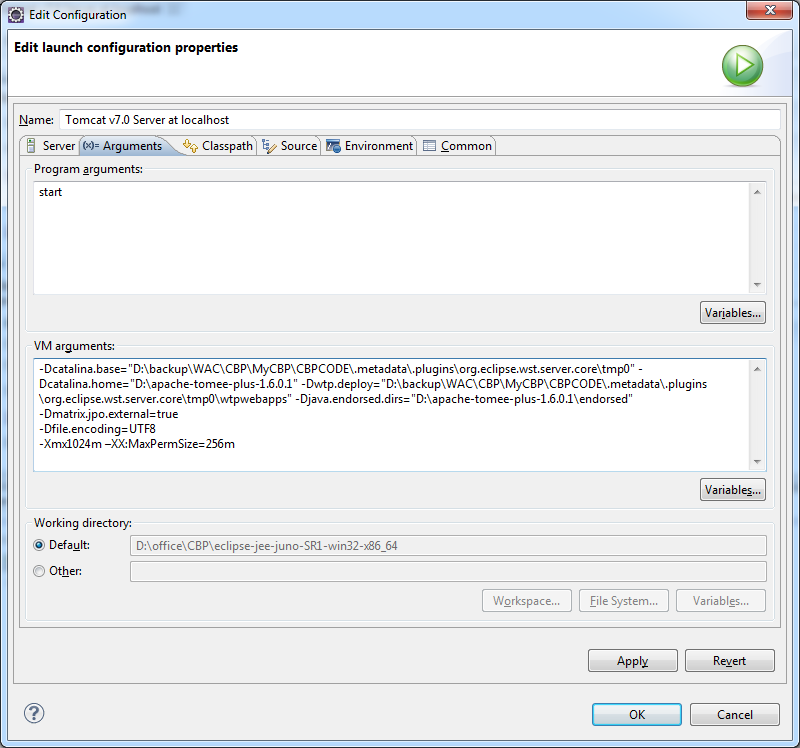 Edit Configuration
Edit launch configuration properties
Name: Tomcat v7.0 Server at localhost
Server (x)= Arguments Classpath Source Environment Common
Program arguments:
start
Variables...
VM arguments:
-Dcatalina.base="D:\backup\WAC\CBP\MyCBP\CBPCODE\.metadata\.plugins\org.eclipse.wst.server.core\tmp0" -
Dcatalina.home="D:\apache-tomee-plus-1.6.0.1" -Dwtp.deploy="D:\backup\WAC\CBP\MyCBP\CBPCODE\.metadata\.plugins
\org.eclipse.wst.server.core\tmp0\wtpwebapps" -Djava.endorsed.dirs="D:\apache-tomee-plus-1.6.0.1\endorsed"
-Dmatrix.jpo.external=true
-Dfile.encoding=UTF8
-Xmx1024m –XX:MaxPermSize=256m
Variables...
Working directory:
Default: D:\office\CBP\eclipse-jee-juno-SR1-win32-x86_64
Other:
Workspace... File System... Variables...
Apply Revert
? OK Cancel